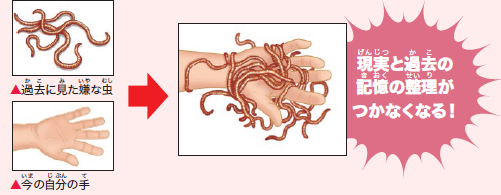 ▲過去に見た嫌な虫
▲今の自分の手
現実と過去の
記憶の整理が
つかなくなる！